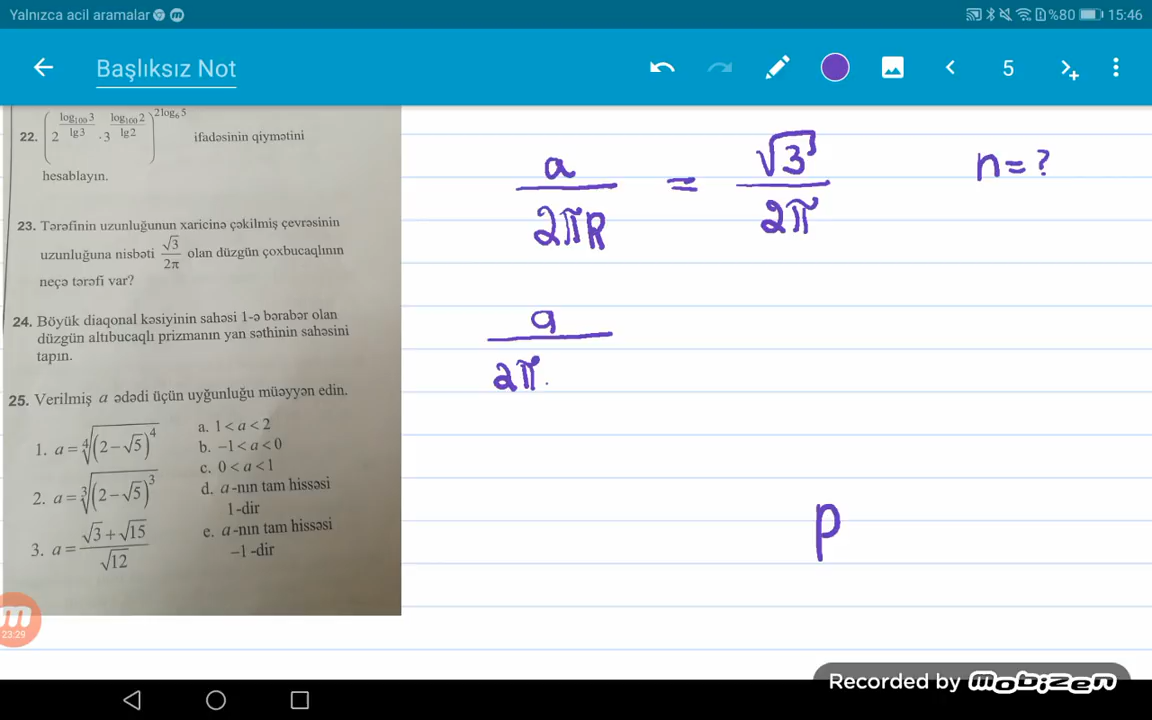 Yalnızca acil aramalar
%80 15:46
Başlıksız Not
5
22. (2^(log₁₀₀3/lg3) · 3^(log₁₀₀2/lg2))^(2log₆5) ifadəsinin qiymətini
hesablayın.
23. Tərəfinin uzunluğunun xaricinə çəkilmiş çevrəsinin
uzunluğuna nisbəti √3/2π olan düzgün çoxbucaqlının
neçə tərəfi var?
24. Böyük diaqonal kəsiyinin sahəsi 1-ə bərabər olan
düzgün altıbucaqlı prizmanın yan səthinin sahəsini
tapın.
25. Verilmiş a ədədi üçün uyğunluğu müəyyən edin.
1. a = ⁴√(2−√5)⁴
2. a = ³√(2−√5)³
3. a = (√3+√15)/√12
a. 1 < a < 2
b. −1 < a < 0
c. 0 < a < 1
d. a-nın tam hissəsi
1-dir
e. a-nın tam hissəsi
−1 -dir
a/2πR = √3/2π
n = ?
a/2π
p
23:29
Recorded by mobizen